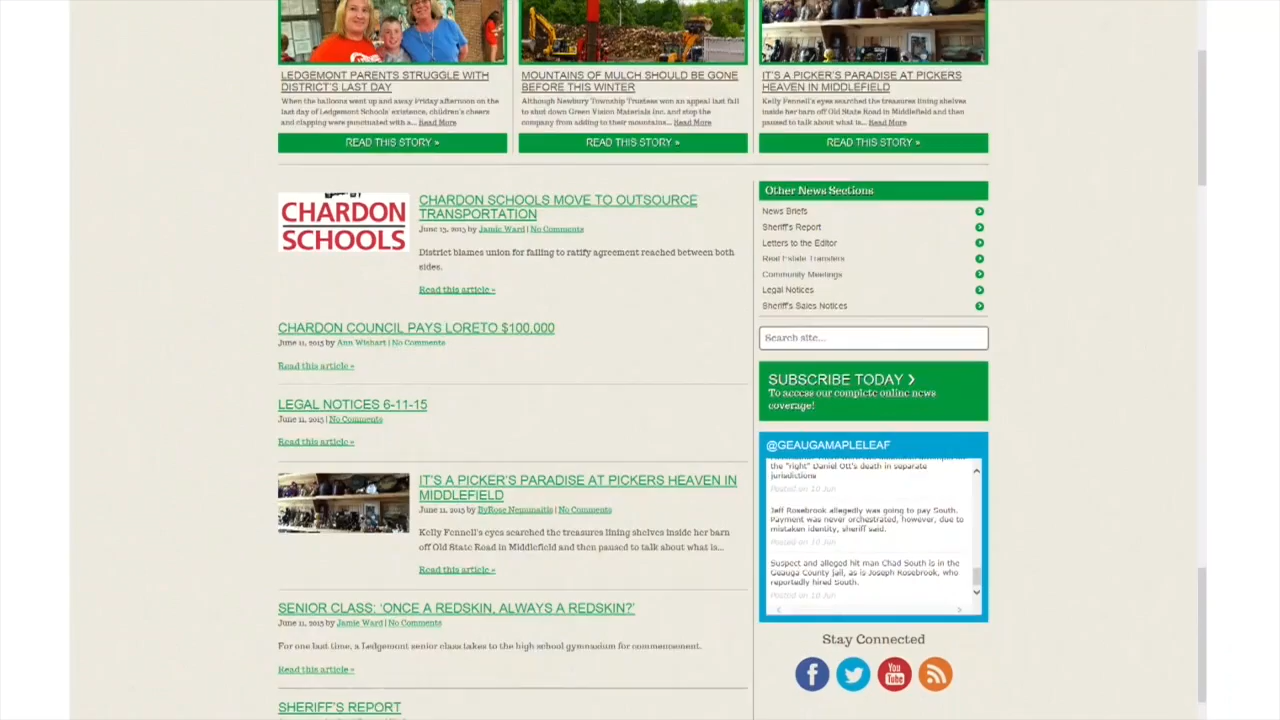 LEDGEMONT PARENTS STRUGGLE WITH
DISTRICT'S LAST DAY
When the balloons went up and away Friday afternoon on the
last day of Ledgemont Schools' existence, children's cheers
and clapping were punctuated with a... Read More
READ THIS STORY »
MOUNTAINS OF MULCH SHOULD BE GONE
BEFORE THIS WINTER
Although Newbury Township Trustees won an appeal last fall
to shut down Green Vision Materials Inc. and stop the
company from adding to their mountains... Read More
READ THIS STORY »
IT'S A PICKER'S PARADISE AT PICKERS
HEAVEN IN MIDDLEFIELD
Kelly Fennell's eyes searched the treasures lining shelves
inside her barn off Old State Road in Middlefield and then
paused to talk about what is... Read More
READ THIS STORY »
CHARDON
SCHOOLS
CHARDON SCHOOLS MOVE TO OUTSOURCE
TRANSPORTATION
June 13, 2015 by Jamie Ward | No Comments
District blames union for failing to ratify agreement reached between both
sides.
Read this article »
CHARDON COUNCIL PAYS LORETO $100,000
June 11, 2015 by Ann Wishart | No Comments
Read this article »
LEGAL NOTICES 6-11-15
June 11, 2015 | No Comments
Read this article »
IT'S A PICKER'S PARADISE AT PICKERS HEAVEN IN
MIDDLEFIELD
June 11, 2015 by ByRose Nemunaitis | No Comments
Kelly Fennell's eyes searched the treasures lining shelves inside her barn
off Old State Road in Middlefield and then paused to talk about what is...
Read this article »
SENIOR CLASS: 'ONCE A REDSKIN, ALWAYS A REDSKIN?'
June 11, 2015 by Jamie Ward | No Comments
For one last time, a Ledgemont senior class takes to the high school gymnasium for commencement.
Read this article »
SHERIFF'S REPORT
Other News Sections
News Briefs
Sheriff's Report
Letters to the Editor
Real Estate Transfers
Community Meetings
Legal Notices
Sheriff's Sales Notices
Search site...
SUBSCRIBE TODAY ❯
To access our complete online news
coverage!
@GEAUGAMAPLELEAF
the "right" Daniel Ott's death in separate
jurisdictions
Posted on 10 Jun
Jeff Rosebrook allegedly was going to pay South.
Payment was never orchestrated, however, due to
mistaken identity, sheriff said.
Posted on 10 Jun
Suspect and alleged hit man Chad South is in the
Geauga County jail, as is Joseph Rosebrook, who
reportedly hired South.
Posted on 10 Jun
Stay Connected
You
Tube